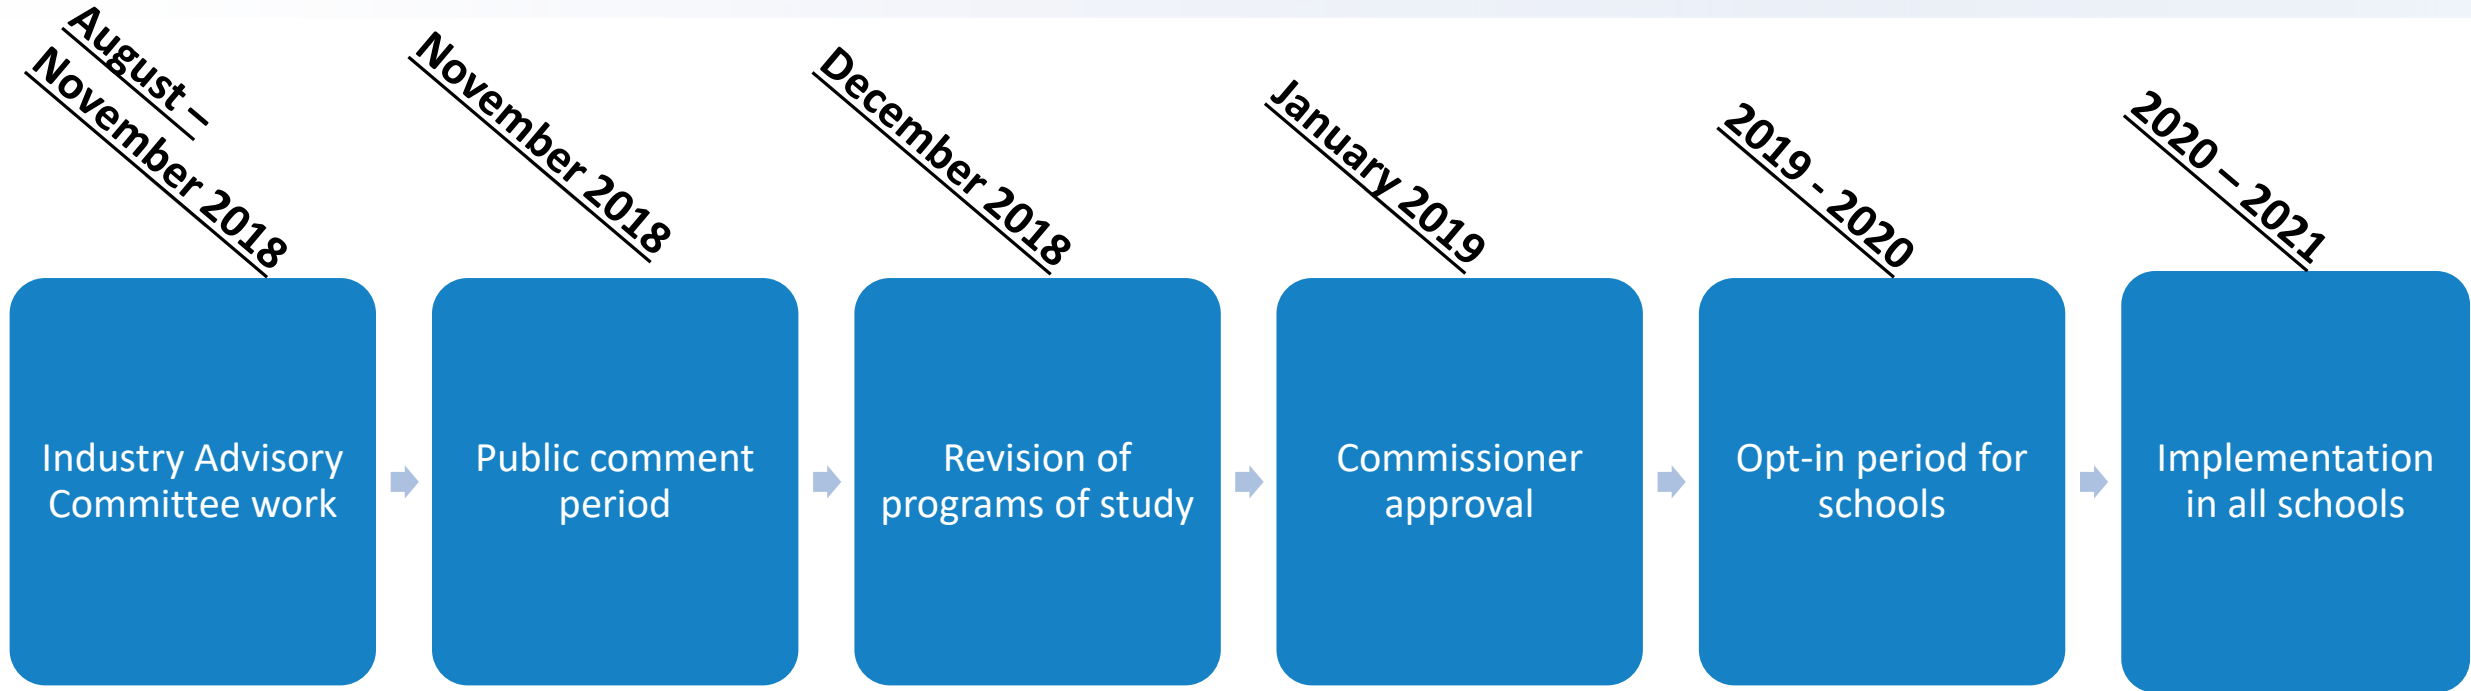 August –
November 2018
November 2018
December 2018
January 2019
2019 - 2020
2020 – 2021
Industry Advisory
Committee work
Public comment
period
Revision of
programs of study
Commissioner
approval
Opt-in period for
schools
Implementation
in all schools